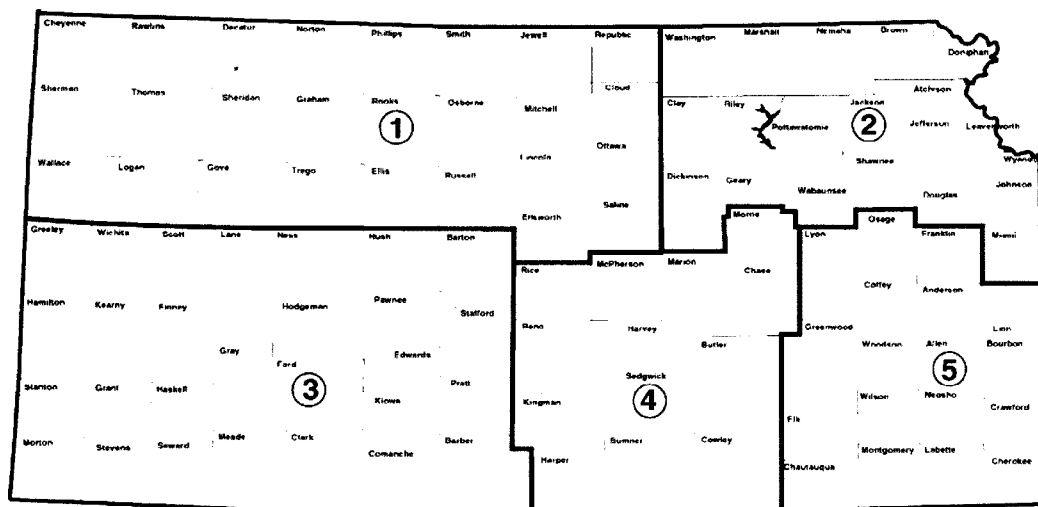 Cheyenne Rawlins Decatur Norton Phillips Smith Jewell Republic Washington Marshall Nemaha Brown Doniphan
Sherman Thomas Sheridan Graham Rooks Osborne Mitchell Cloud Clay Riley Pottawatomie Jackson Atchison Jefferson Leavenworth
1 2
Wallace Logan Gove Trego Ellis Russell Lincoln Ottawa Dickinson Geary Wabaunsee Shawnee Douglas Johnson
Ellsworth Saline
Greeley Wichita Scott Lane Ness Rush Barton Rice McPherson Marion Chase Lyon Osage Franklin Miami
Hamilton Kearny Finney Hodgeman Pawnee Stafford Reno Harvey Butler Greenwood Coffey Anderson Linn
Gray Ford Edwards Sedgwick Woodson Allen Bourbon
Stanton Grant Haskell Kiowa Pratt Kingman Wilson Neosho Crawford
3 4 5
Morton Stevens Seward Meade Clark Comanche Barber Harper Sumner Cowley Elk Chautauqua Montgomery Labette Cherokee